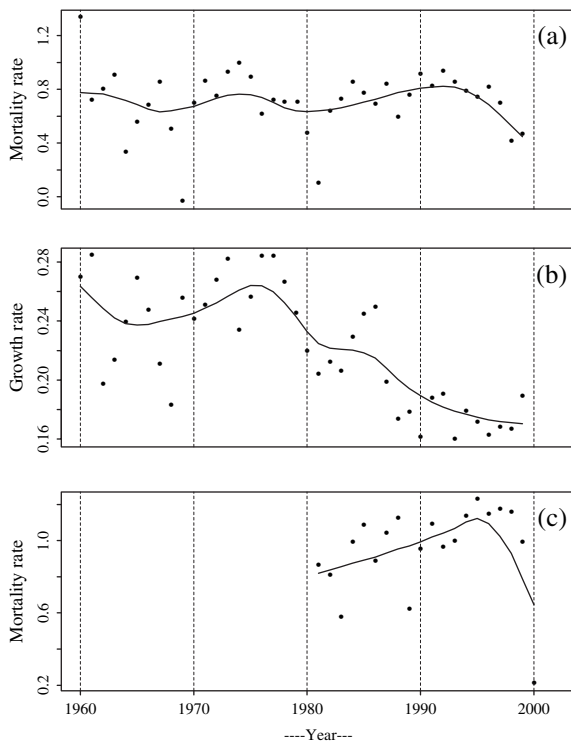 (a)
Mortality rate
1.2
0.8
0.4
0.0
(b)
Growth rate
0.28
0.24
0.20
0.16
(c)
Mortality rate
1.0
0.6
0.2
1960 1970 1980 1990 2000
----Year---